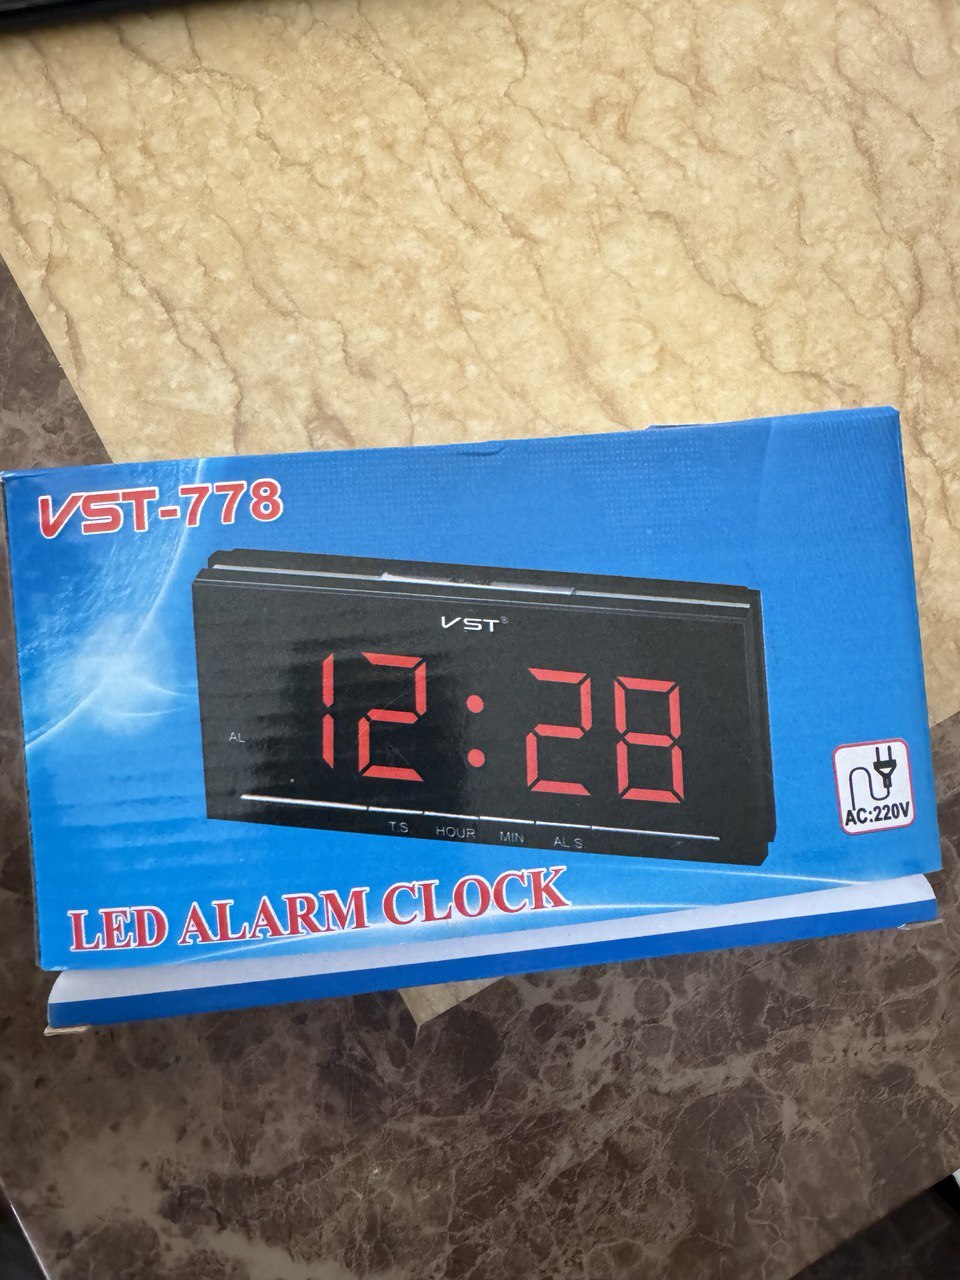 VST-778
VST®
12:28
AL
T.S. HOUR MIN AL.S.
AC:220V
LED ALARM CLOCK